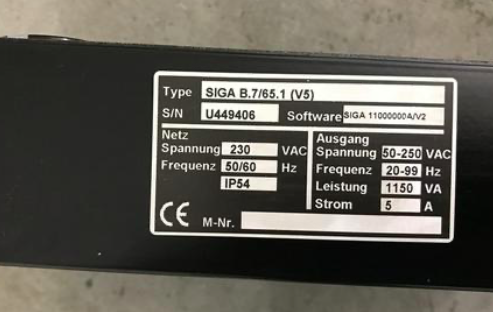 Type SIGA B.7/65.1 (V5)
S/N U449406 Software SIGA 11000000A/V2
Netz
Spannung 230 VAC
Frequenz 50/60 Hz
IP54
Ausgang
Spannung 50-250 VAC
Frequenz 20-99 Hz
Leistung 1150 VA
Strom 5 A
CE M-Nr.